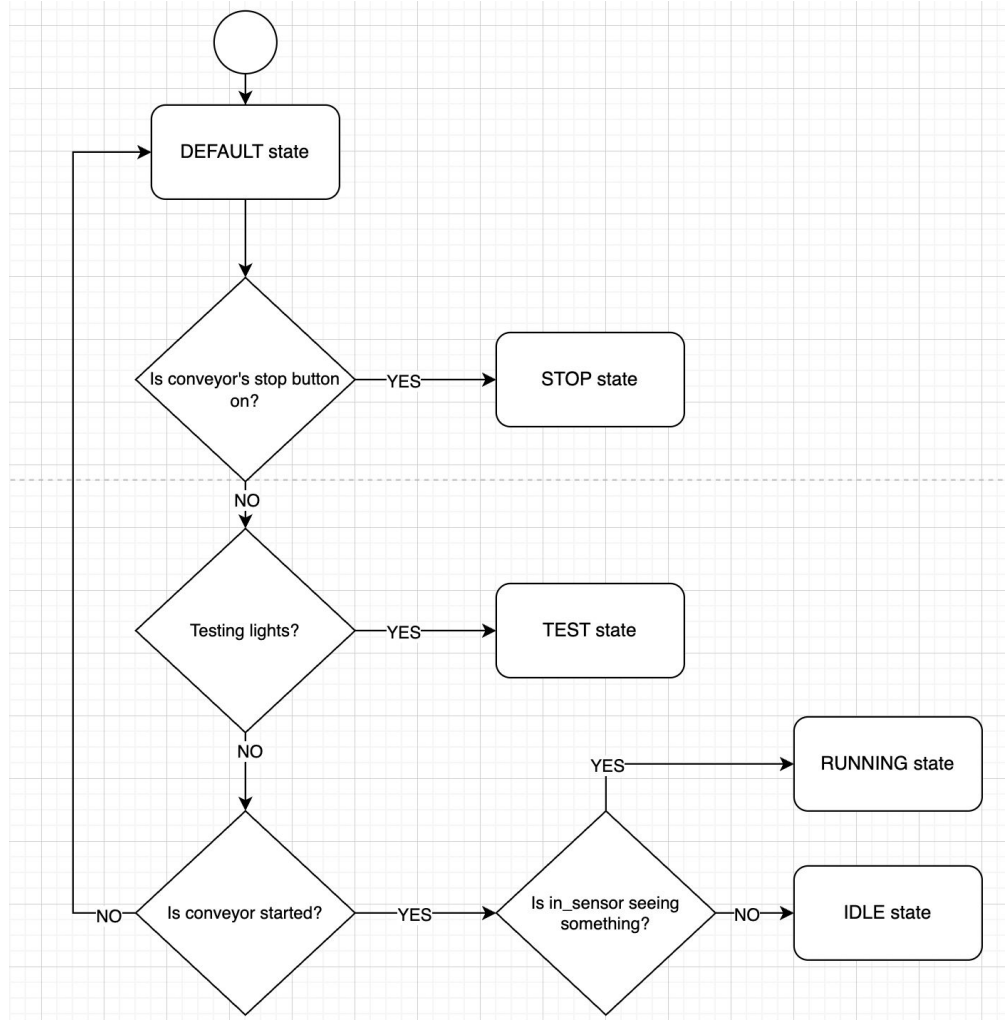 DEFAULT state
Is conveyor's stop button
on?
YES
STOP state
NO
Testing lights?
YES
TEST state
NO
YES
RUNNING state
Is conveyor started?
NO
YES
Is in_sensor seeing
something?
NO
IDLE state